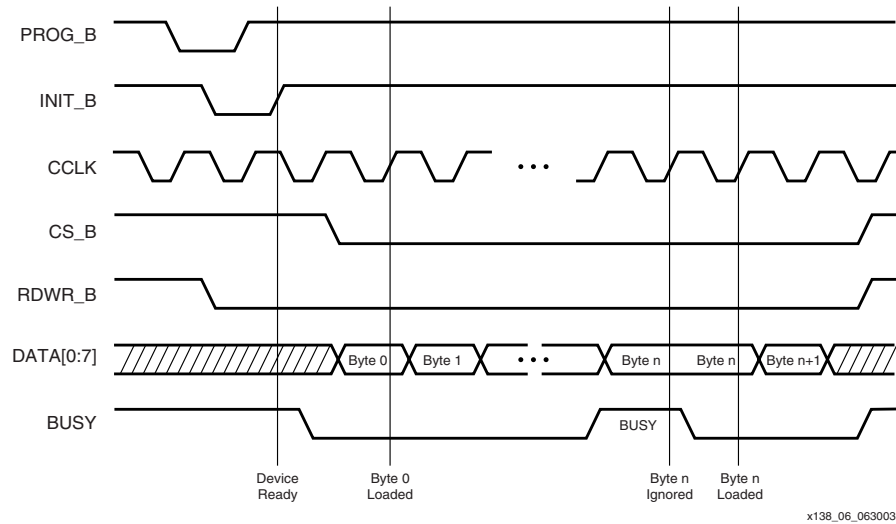 PROG_B
INIT_B
CCLK
CS_B
RDWR_B
DATA[0:7] Byte 0 Byte 1 Byte n Byte n Byte n+1
BUSY BUSY
Device Ready
Byte 0 Loaded
Byte n Ignored
Byte n Loaded
x138_06_063003